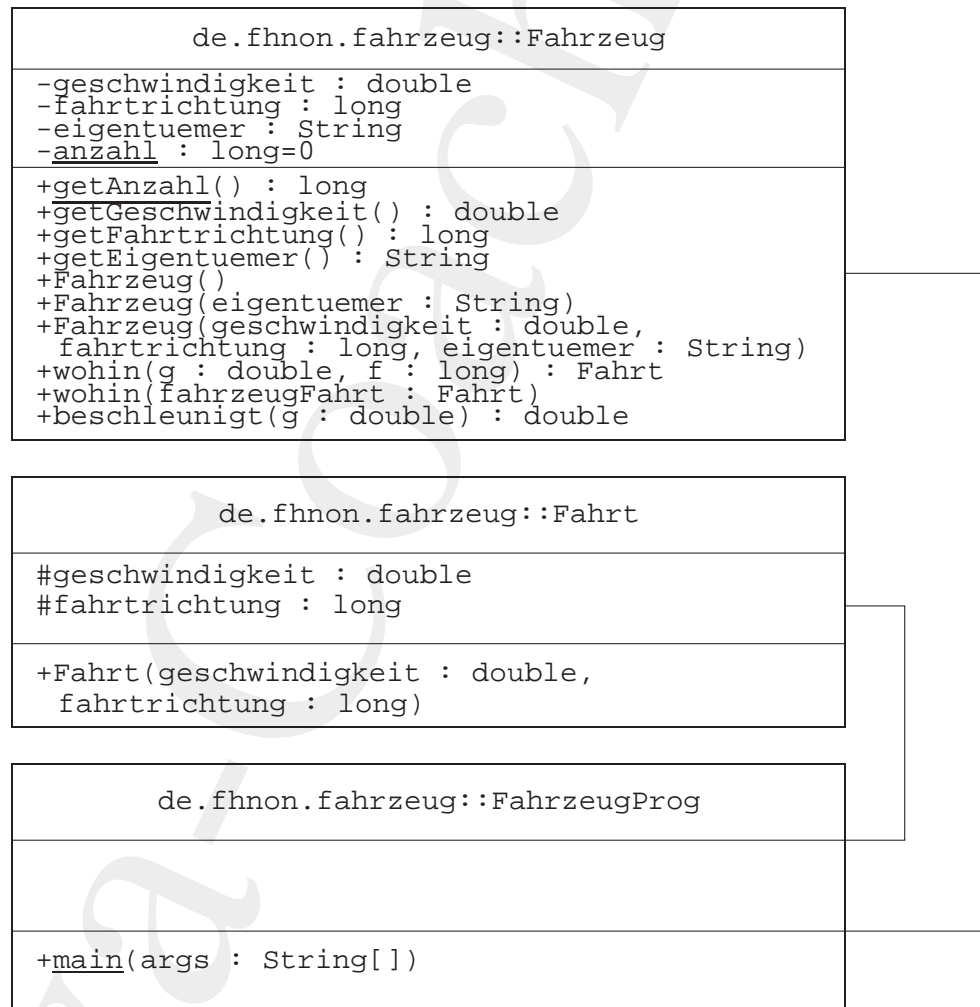 de.fhnon.fahrzeug::Fahrzeug
-geschwindigkeit : double
-fahrtrichtung : long
-eigentuemer : String
-anzahl : long=0
+getAnzahl() : long
+getGeschwindigkeit() : double
+getFahrtrichtung() : long
+getEigentuemer() : String
+Fahrzeug()
+Fahrzeug(eigentuemer : String)
+Fahrzeug(geschwindigkeit : double,
fahrtrichtung : long, eigentuemer : String)
+wohin(g : double, f : long) : Fahrt
+wohin(fahrzeugFahrt : Fahrt)
+beschleunigt(g : double) : double
de.fhnon.fahrzeug::Fahrt
#geschwindigkeit : double
#fahrtrichtung : long
+Fahrt(geschwindigkeit : double,
fahrtrichtung : long)
de.fhnon.fahrzeug::FahrzeugProg
+main(args : String[])